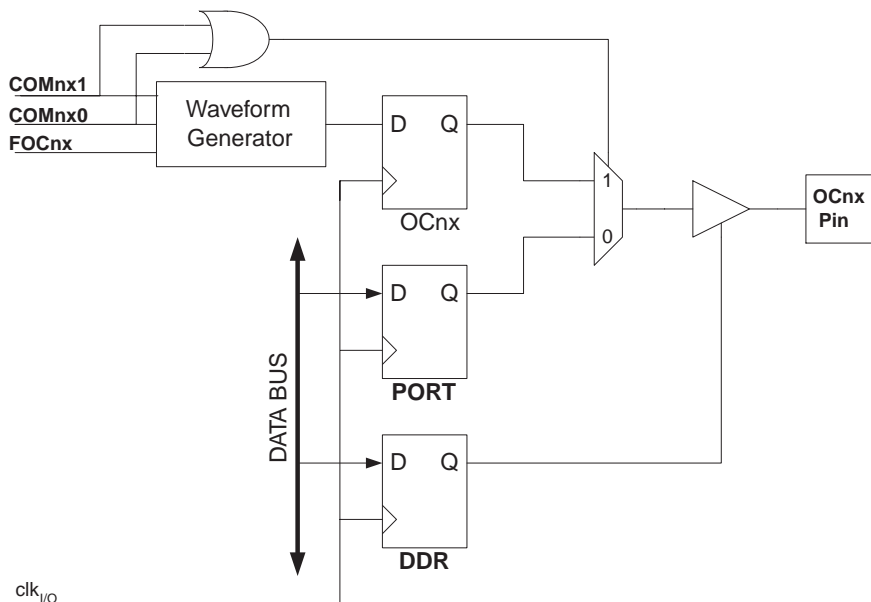 COMnx1
COMnx0
FOCnx
Waveform
Generator
D Q
OCnx
1
0
OCnx
Pin
D Q
PORT
DATA BUS
D Q
DDR
clkI/O